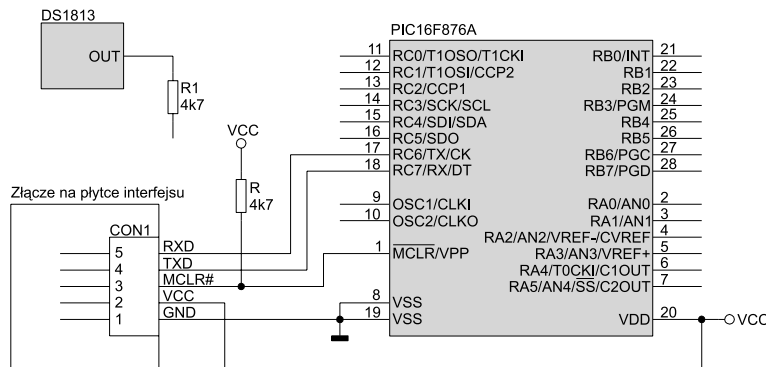 DS1813
OUT
R1
4k7
VCC
R
4k7
Złącze na płytce interfejsu
CON1
5 RXD
4 TXD
3 MCLR#
2 VCC
1 GND
PIC16F876A
11 RC0/T1OSO/T1CKI
12 RC1/T1OSI/CCP2
13 RC2/CCP1
14 RC3/SCK/SCL
15 RC4/SDI/SDA
16 RC5/SDO
17 RC6/TX/CK
18 RC7/RX/DT
9 OSC1/CLKI
10 OSC2/CLKO
1 MCLR/VPP
8 VSS
19 VSS
RB0/INT 21
RB1 22
RB2 23
RB3/PGM 24
RB4 25
RB5 26
RB6/PGC 27
RB7/PGD 28
RA0/AN0 2
RA1/AN1 3
RA2/AN2/VREF-/CVREF 4
RA3/AN3/VREF+ 5
RA4/T0CKI/C1OUT 6
RA5/AN4/SS/C2OUT 7
VDD 20
VCC